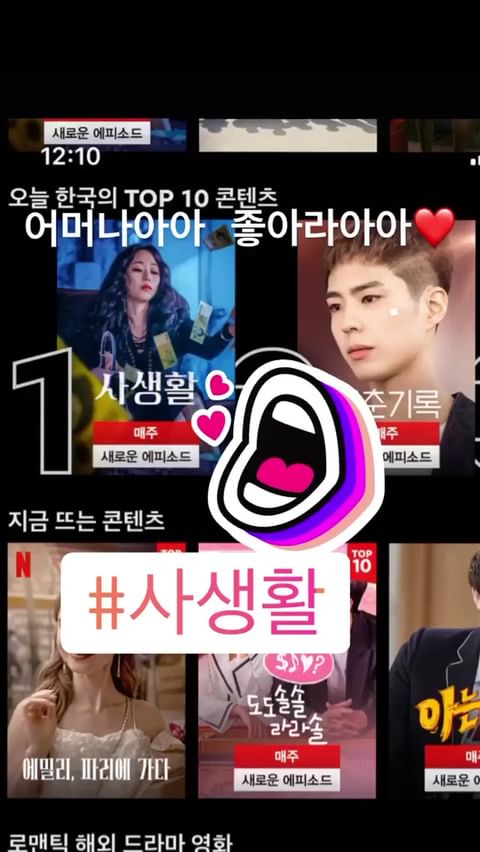 새로운 에피소드
12:10
오늘 한국의 TOP 10 콘텐츠
어머나아아 좋아라아아❤️
1
사생활
춘기록
매주
새로운 에피소드
매주
에피소드
지금 뜨는 콘텐츠
N
TOP
TOP
10
#사생활
도도솔솔
라라솔
아는
에밀리, 파리에 가다
매주
새로운 에피소드
새로운
로맨틱 해외 드라마 영화